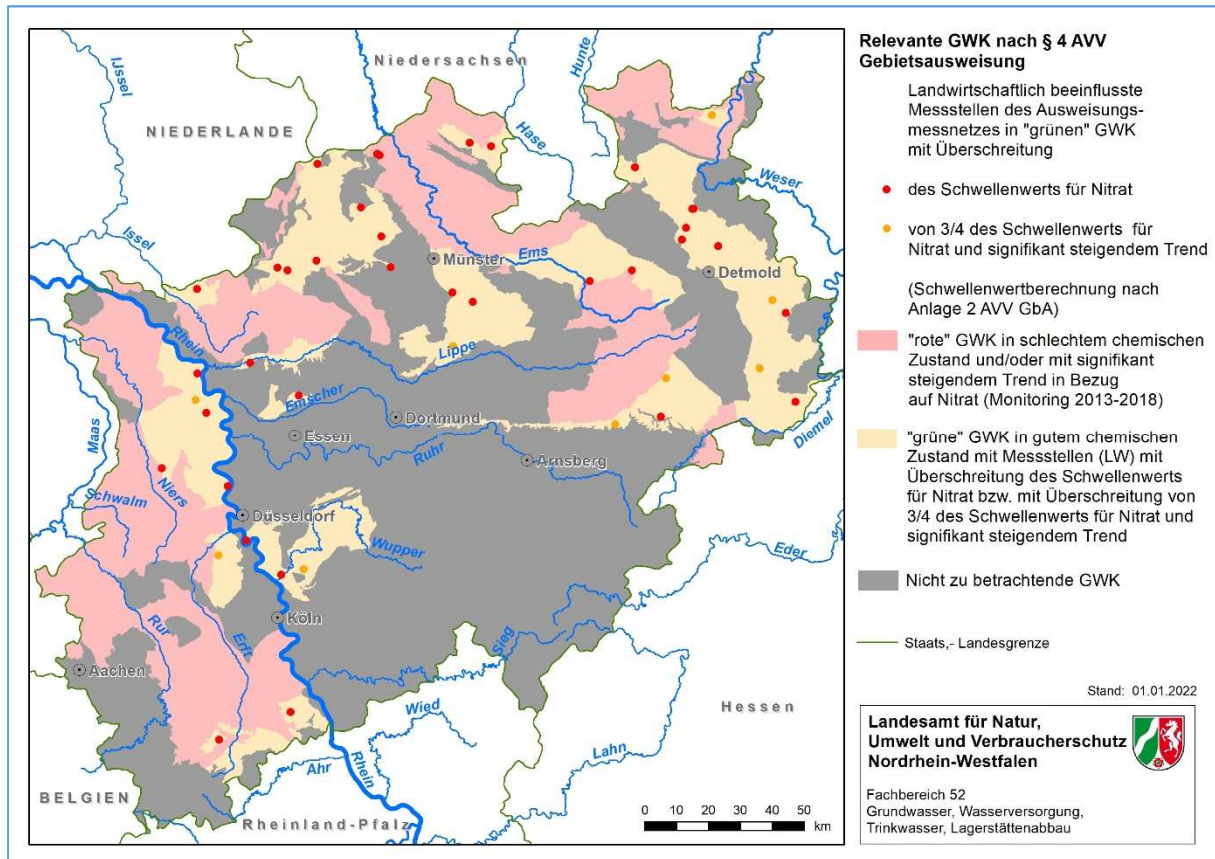 Niedersachsen
NIEDERLANDE
IJssel
Issel
Hase
Hunte
Weser
Ems
Münster
Detmold
Rhein
Lippe
Emscher
Dortmund
Essen
Ruhr
Arnsberg
Diemel
Maas
Niers
Schwalm
Düsseldorf
Wupper
Eder
Köln
Rur
Erft
Sieg
Aachen
Wied
Hessen
Lahn
Ahr
Rhein
BELGIEN
Rheinland-Pfalz
0 10 20 30 40 50
km
Relevante GWK nach § 4 AVV
Gebietsausweisung
Landwirtschaftlich beeinflusste
Messstellen des Ausweisungs-
messnetzes in "grünen" GWK
mit Überschreitung
des Schwellenwerts für Nitrat
von 3/4 des Schwellenwerts für
Nitrat und signifikant steigendem Trend
(Schwellenwertberechnung nach
Anlage 2 AVV GbA)
"rote" GWK in schlechtem chemischen
Zustand und/oder mit signifikant
steigendem Trend in Bezug
auf Nitrat (Monitoring 2013-2018)
"grüne" GWK in gutem chemischen
Zustand mit Messstellen (LW) mit
Überschreitung des Schwellenwerts
für Nitrat bzw. mit Überschreitung von
3/4 des Schwellenwerts für Nitrat und
signifikant steigendem Trend
Nicht zu betrachtende GWK
Staats,- Landesgrenze
Stand: 01.01.2022
Landesamt für Natur,
Umwelt und Verbraucherschutz
Nordrhein-Westfalen
Fachbereich 52
Grundwasser, Wasserversorgung,
Trinkwasser, Lagerstättenabbau